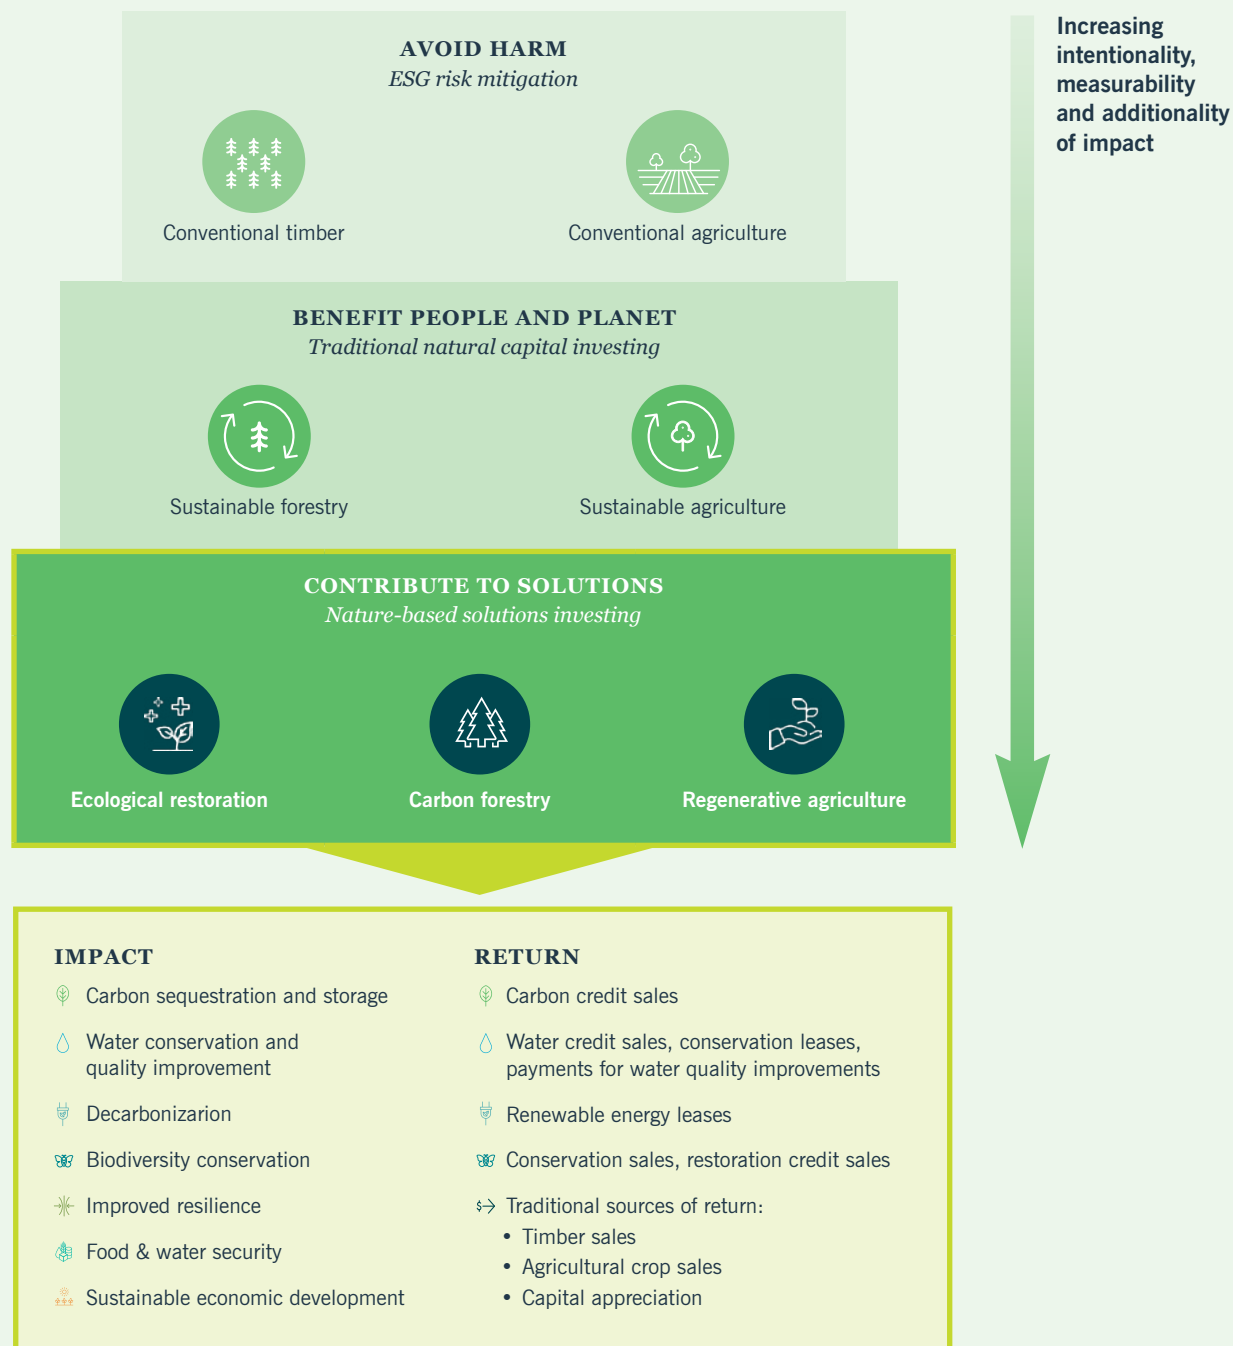 AVOID HARM
ESG risk mitigation
Conventional timber
Conventional agriculture
Increasing
intentionality,
measurability
and additionality
of impact
BENEFIT PEOPLE AND PLANET
Traditional natural capital investing
Sustainable forestry
Sustainable agriculture
CONTRIBUTE TO SOLUTIONS
Nature-based solutions investing
Ecological restoration
Carbon forestry
Regenerative agriculture
IMPACT
Carbon sequestration and storage
Water conservation and
quality improvement
Decarbonizarion
Biodiversity conservation
Improved resilience
Food & water security
Sustainable economic development
RETURN
Carbon credit sales
Water credit sales, conservation leases,
payments for water quality improvements
Renewable energy leases
Conservation sales, restoration credit sales
Traditional sources of return:
• Timber sales
• Agricultural crop sales
• Capital appreciation